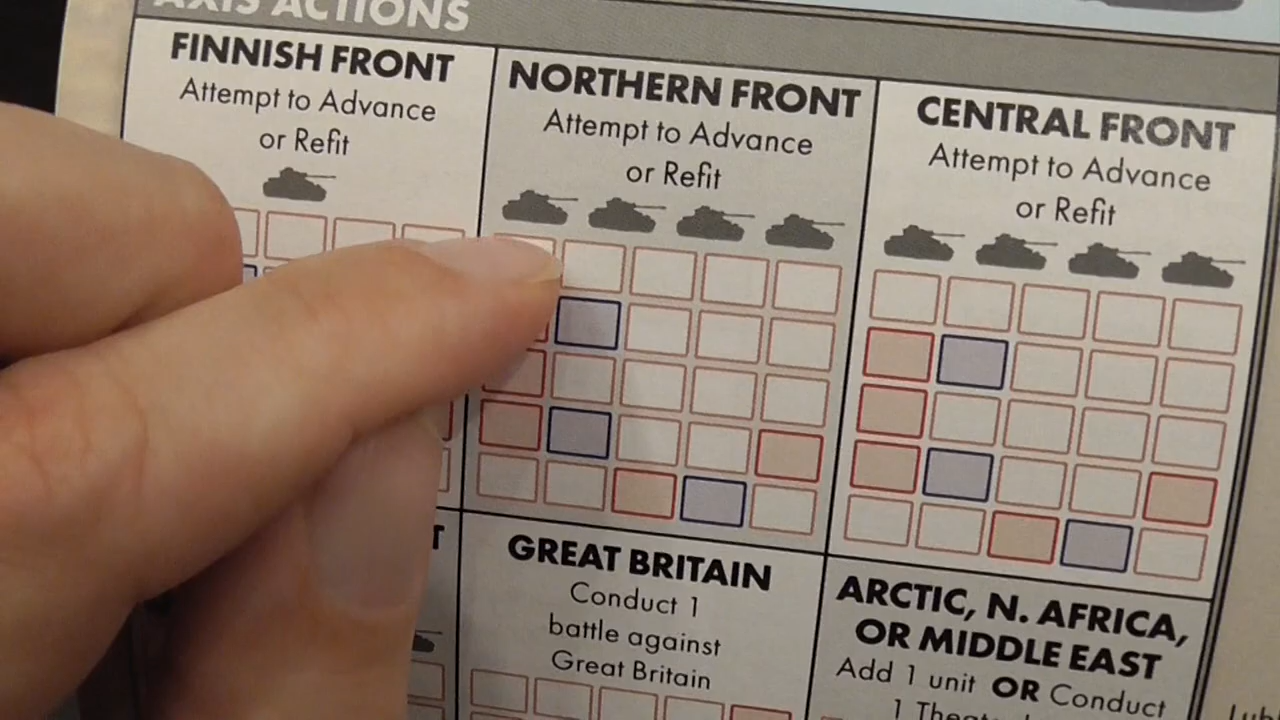 AXIS ACTIONS
FINNISH FRONT
Attempt to Advance
or Refit
NORTHERN FRONT
Attempt to Advance
or Refit
CENTRAL FRONT
Attempt to Advance
or Refit
T
GREAT BRITAIN
Conduct 1
battle against
Great Britain
ARCTIC, N. AFRICA,
OR MIDDLE EAST
Add 1 unit OR Conduct